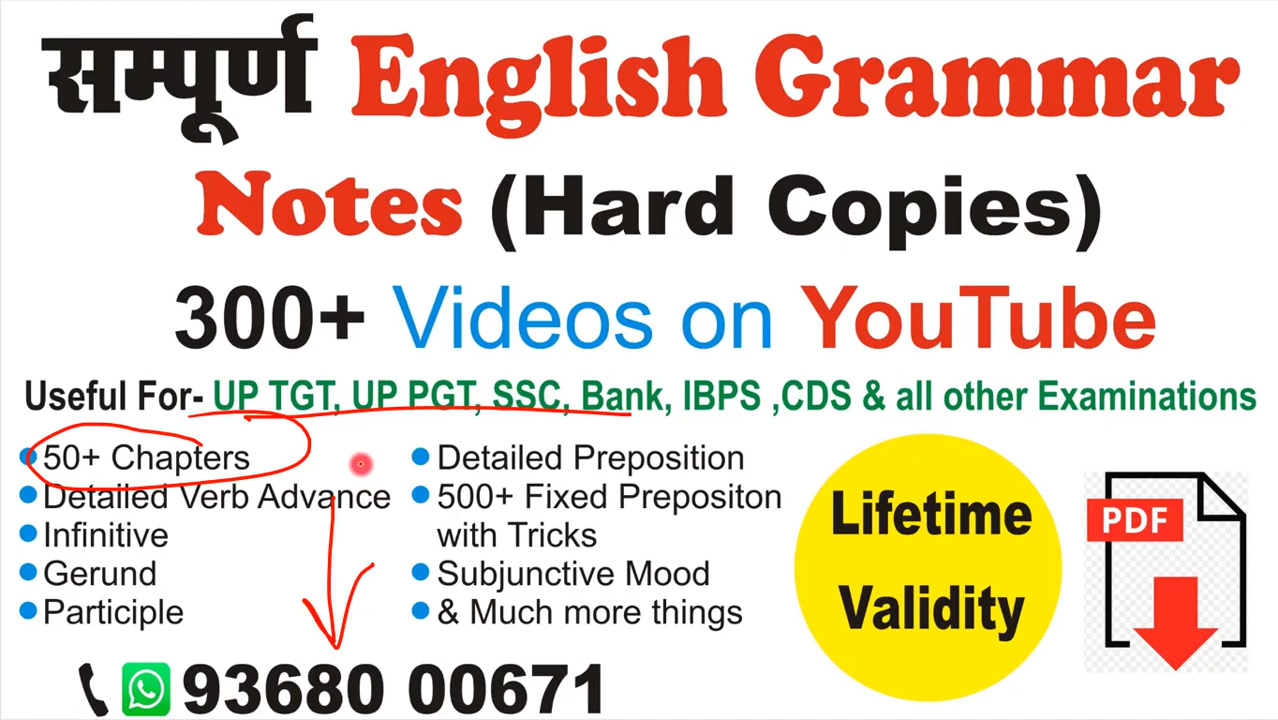 सम्पूर्ण English Grammar
Notes (Hard Copies)
300+ Videos on YouTube
Useful For- UP TGT, UP PGT, SSC, Bank, IBPS ,CDS & all other Examinations
50+ Chapters
Detailed Verb Advance
Infinitive
Gerund
Participle
Detailed Preposition
500+ Fixed Prepositon
with Tricks
Subjunctive Mood
& Much more things
Lifetime
Validity
PDF
93680 00671